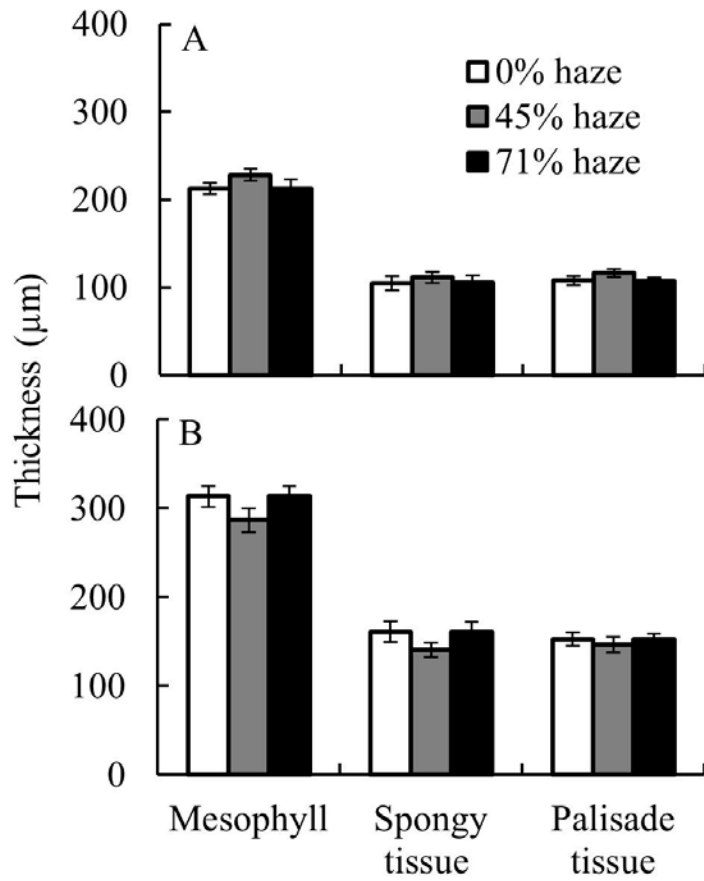 400
A
0% haze
45% haze
71% haze
300
200
100
0
Thickness (μm)
400
B
300
200
100
0
Mesophyll
Spongy
tissue
Palisade
tissue